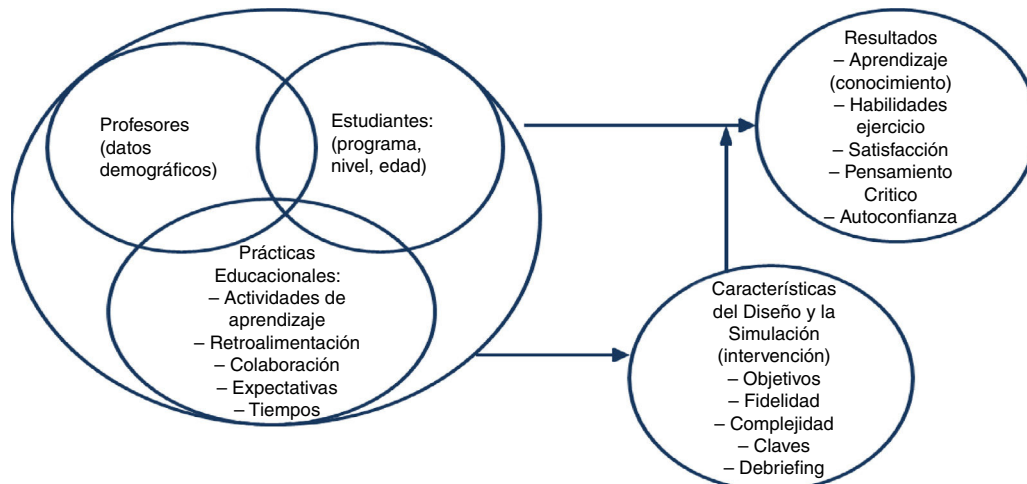 Profesores
(datos
demográficos)
Estudiantes:
(programa,
nivel, edad)
Prácticas
Educacionales:
– Actividades de
aprendizaje
– Retroalimentación
– Colaboración
– Expectativas
– Tiempos
Resultados
– Aprendizaje
(conocimiento)
– Habilidades
ejercicio
– Satisfacción
– Pensamiento
Critico
– Autoconfianza
Características
del Diseño y la
Simulación
(intervención)
– Objetivos
– Fidelidad
– Complejidad
– Claves
– Debriefing